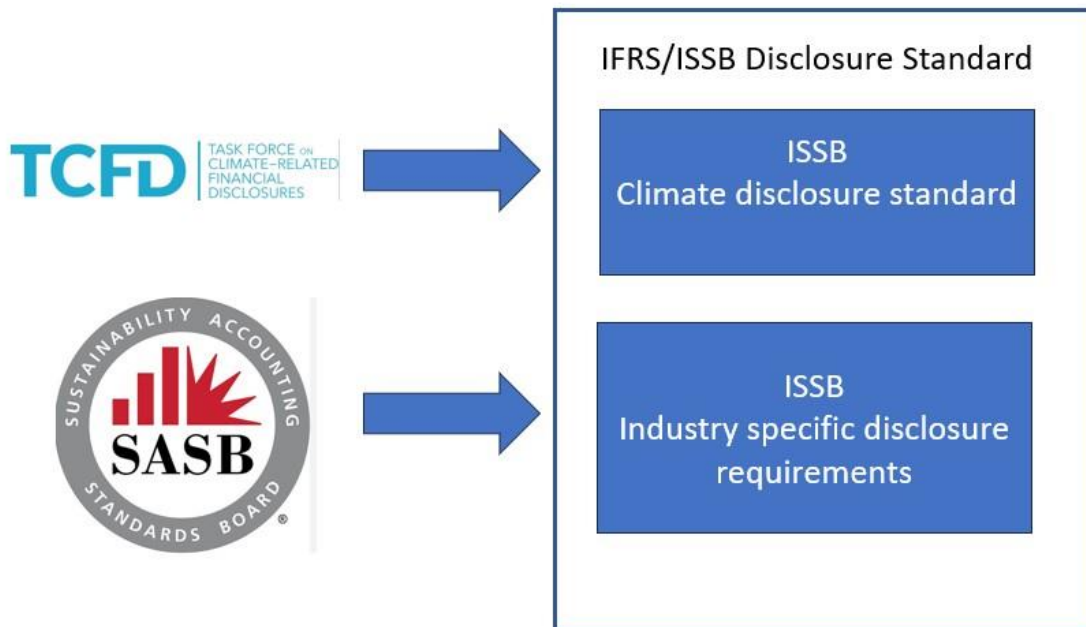 IFRS/ISSB Disclosure Standard
TCFD
TASK FORCE ON
CLIMATE-RELATED
FINANCIAL
DISCLOSURES
ISSB
Climate disclosure standard
SUSTAINABILITY ACCOUNTING
SASB
STANDARDS BOARD
®
ISSB
Industry specific disclosure
requirements